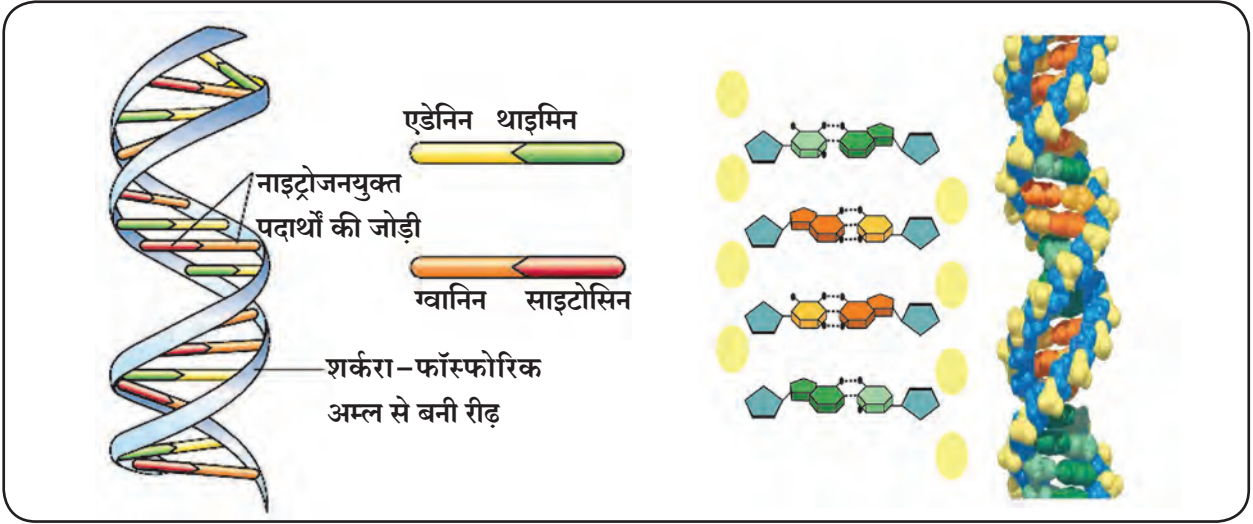 एडेनिन थाइमिन
नाइट्रोजनयुक्त
पदार्थों की जोड़ी
ग्वानिन साइटोसिन
शर्करा-फॉस्फोरिक
अम्ल से बनी रीढ़